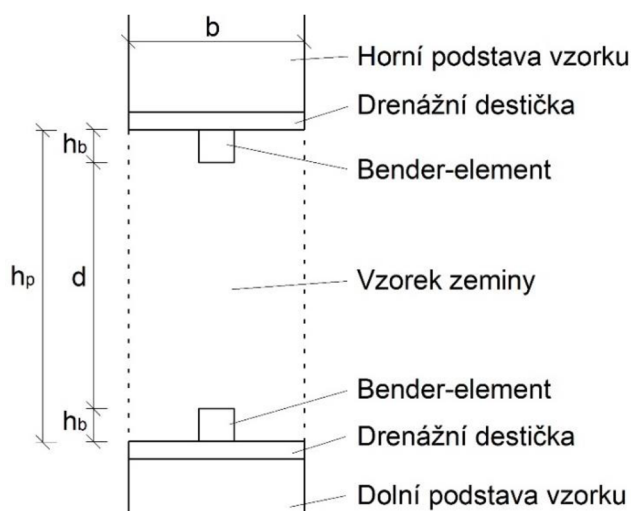 b
Horní podstava vzorku
Drenážní destička
hb
Bender-element
hp
d
Vzorek zeminy
Bender-element
hb
Drenážní destička
Dolní podstava vzorku